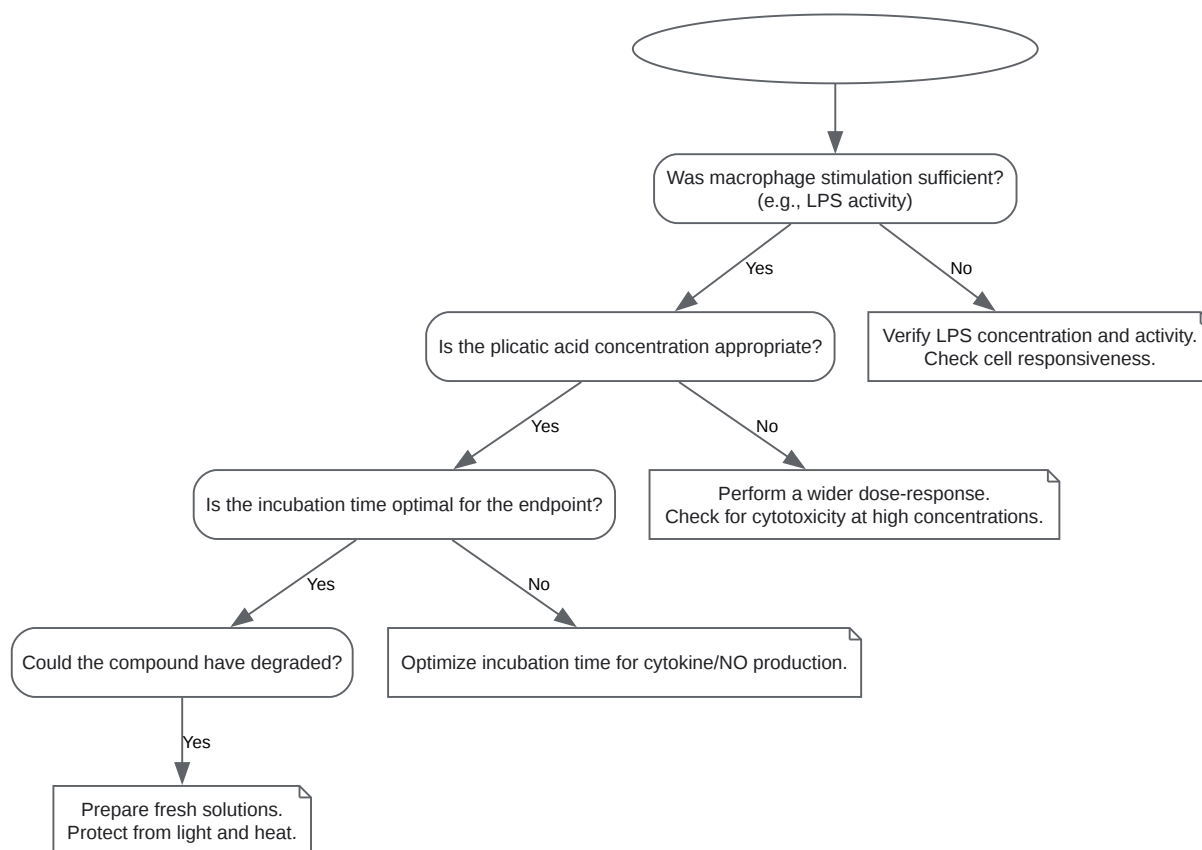 Was macrophage stimulation sufficient?
(e.g., LPS activity)
Yes
No
Is the plicatic acid concentration appropriate?
Verify LPS concentration and activity.
Check cell responsiveness.
Yes
No
Is the incubation time optimal for the endpoint?
Perform a wider dose-response.
Check for cytotoxicity at high concentrations.
Yes
No
Could the compound have degraded?
Optimize incubation time for cytokine/NO production.
Yes
Prepare fresh solutions.
Protect from light and heat.